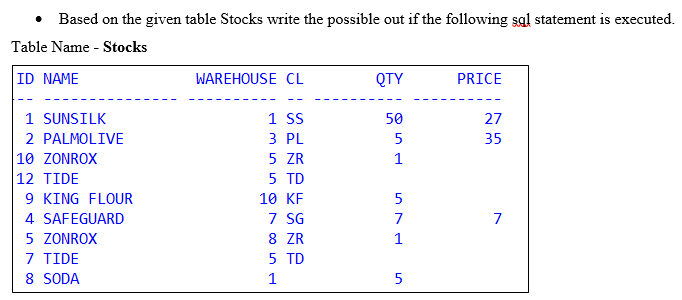 • Based on the given table Stocks write the possible out if the following sql statement is executed.
Table Name - Stocks
ID NAME WAREHOUSE CL QTY PRICE
--- --------------- ---------- -- ---------- ----------
1 SUNSILK 1 SS 50 27
2 PALMOLIVE 3 PL 5 35
10 ZONROX 5 ZR 1
12 TIDE 5 TD
9 KING FLOUR 10 KF 5
4 SAFEGUARD 7 SG 7 7
5 ZONROX 8 ZR 1
7 TIDE 5 TD
8 SODA 1 5